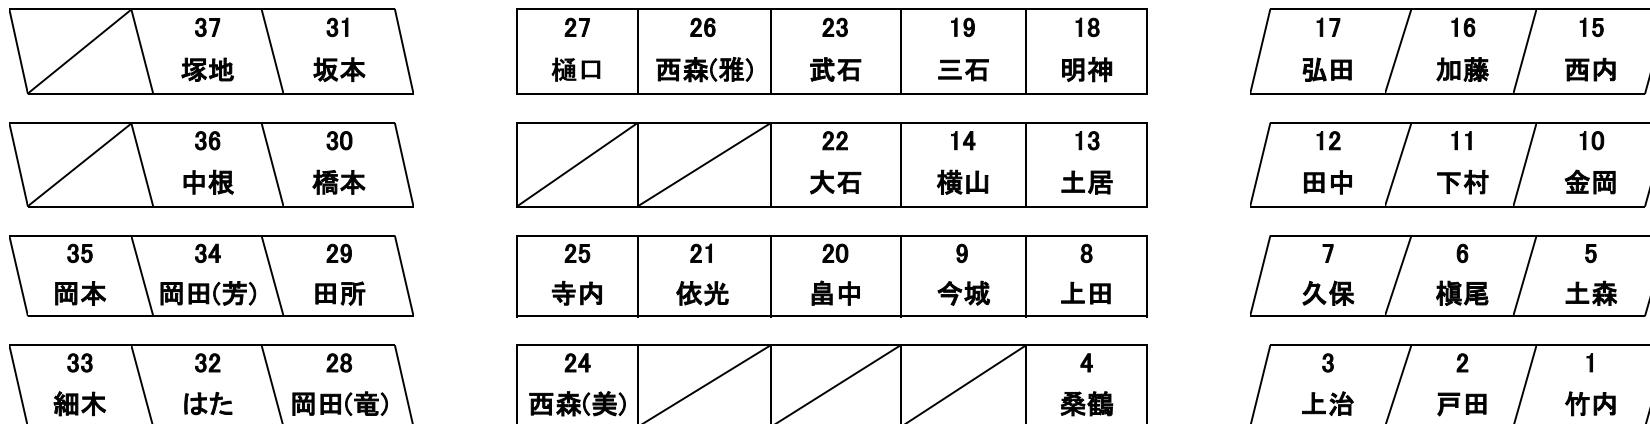 37 31 27 26 23 19 18 17 16 15
塚地 坂本 樋口 西森(雅) 武石 三石 明神 弘田 加藤 西内
36 30 22 14 13 12 11 10
中根 橋本 大石 横山 土居 田中 下村 金岡
35 34 29 25 21 20 9 8 7 6 5
岡本 岡田(芳) 田所 寺内 依光 畠中 今城 上田 久保 槇尾 土森
33 32 28 24 4 3 2 1
細木 はた 岡田(竜) 西森(美) 桑鶴 上治 戸田 竹内